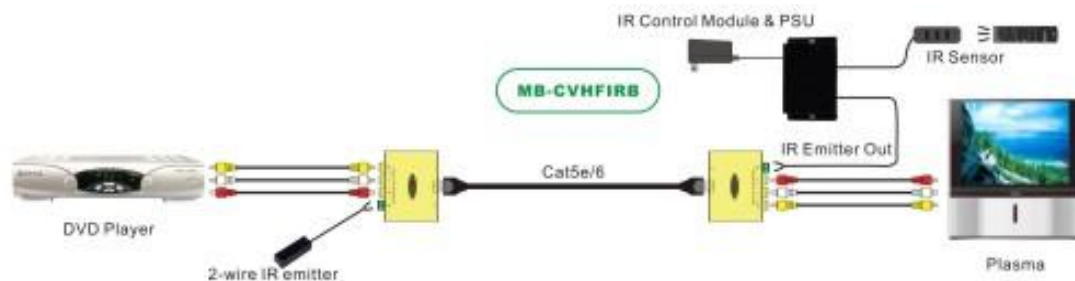 IR Control Module & PSU
IR Sensor
MB-CVHFIRB
IR Emitter Out
Cat5e/6
DVD Player
2-wire IR emitter
Plasma